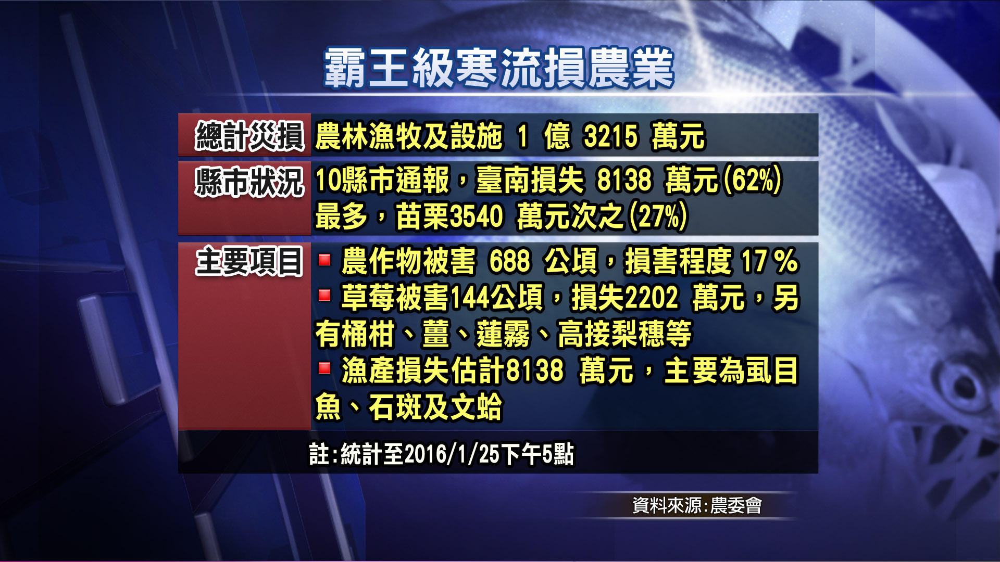 霸王級寒流損農業
總計災損 農林漁牧及設施 1 億 3215 萬元
縣市狀況 10縣市通報，臺南損失 8138 萬元(62%)
最多，苗栗3540 萬元次之(27%)
主要項目 農作物被害 688 公頃，損害程度 17％
草莓被害144公頃，損失2202 萬元，另
有桶柑、薑、蓮霧、高接梨穗等
漁產損失估計8138 萬元，主要為虱目
魚、石斑及文蛤
註:統計至2016/1/25下午5點
資料來源:農委會